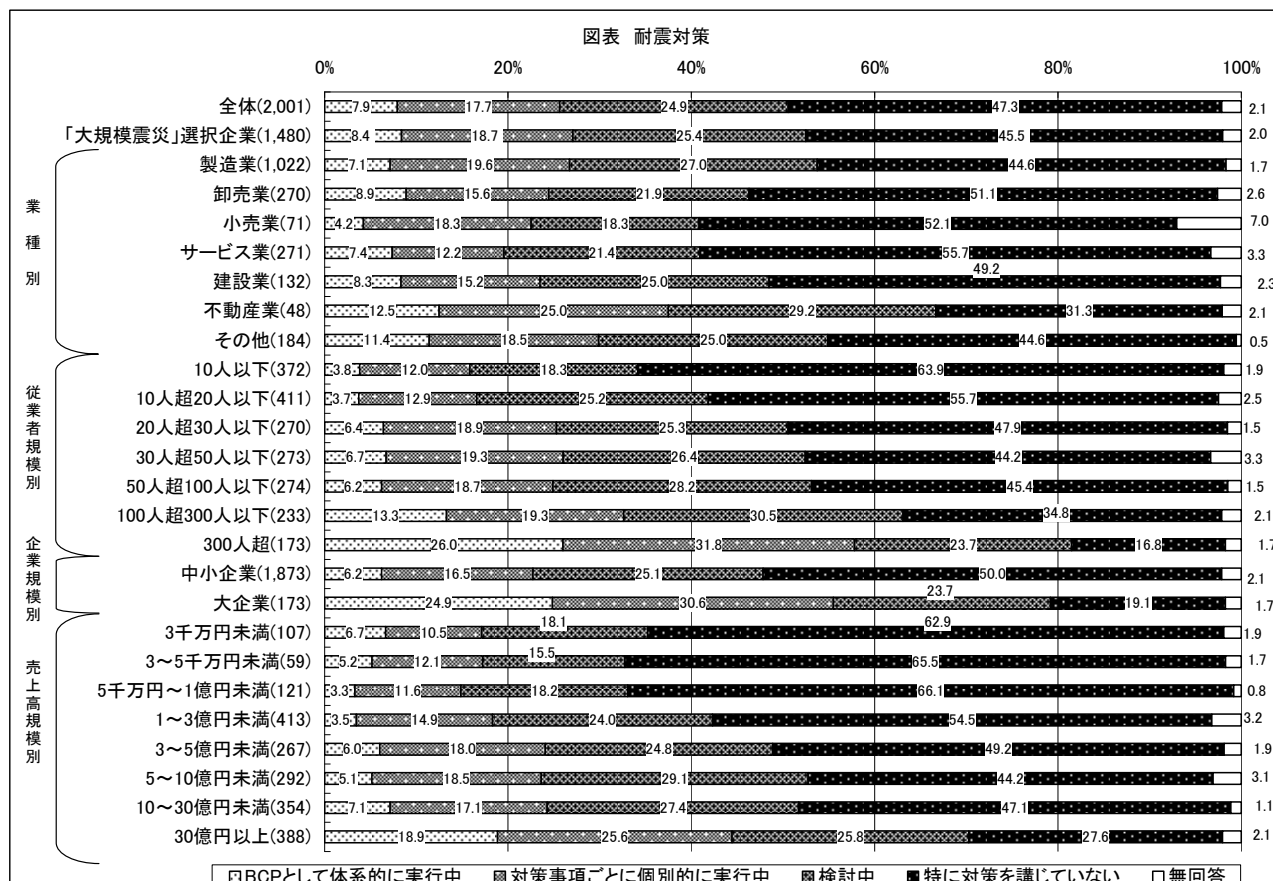 図表 耐震対策
0% 20% 40% 60% 80% 100%
全体(2,001) 7.9 17.7 24.9 47.3 2.1
「大規模震災」選択企業(1,480) 8.4 18.7 25.4 45.5 2.0
業種別
製造業(1,022) 7.1 19.6 27.0 44.6 1.7
卸売業(270) 8.9 15.6 21.9 51.1 2.6
小売業(71) 4.2 18.3 18.3 52.1 7.0
サービス業(271) 7.4 12.2 21.4 55.7 3.3
建設業(132) 8.3 15.2 25.0 49.2 2.3
不動産業(48) 12.5 25.0 29.2 31.3 2.1
その他(184) 11.4 18.5 25.0 44.6 0.5
従業者規模別
10人以下(372) 3.8 12.0 18.3 63.9 1.9
10人超20人以下(411) 3.7 12.9 25.2 55.7 2.5
20人超30人以下(270) 6.4 18.9 25.3 47.9 1.5
30人超50人以下(273) 6.7 19.3 26.4 44.2 3.3
50人超100人以下(274) 6.2 18.7 28.2 45.4 1.5
100人超300人以下(233) 13.3 19.3 30.5 34.8 2.1
300人超(173) 26.0 31.8 23.7 16.8 1.7
企業規模別
中小企業(1,873) 6.2 16.5 25.1 50.0 2.1
大企業(173) 24.9 30.6 23.7 19.1 1.7
売上高規模別
3千万円未満(107) 6.7 10.5 18.1 62.9 1.9
3～5千万円未満(59) 5.2 12.1 15.5 65.5 1.7
5千万円～1億円未満(121) 3.3 11.6 18.2 66.1 0.8
1～3億円未満(413) 3.5 14.9 24.0 54.5 3.2
3～5億円未満(267) 6.0 18.0 24.8 49.2 1.9
5～10億円未満(292) 5.1 18.5 29.1 44.2 3.1
10～30億円未満(354) 7.1 17.1 27.4 47.1 1.1
30億円以上(388) 18.9 25.6 25.8 27.6 2.1
BCPとして体系的に実行中 対策事項ごとに個別的に実行中 検討中 特に対策を講じていない 無回答